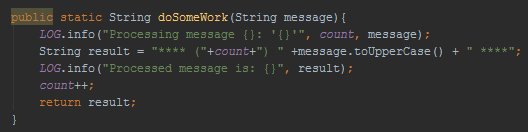 public static String doSomeWork(String message){
LOG.info("Processing message {}: '{}'", count, message);
String result = "**** ("+count+") " +message.toUpperCase() + " ****";
LOG.info("Processed message is: {}", result);
count++;
return result;
}